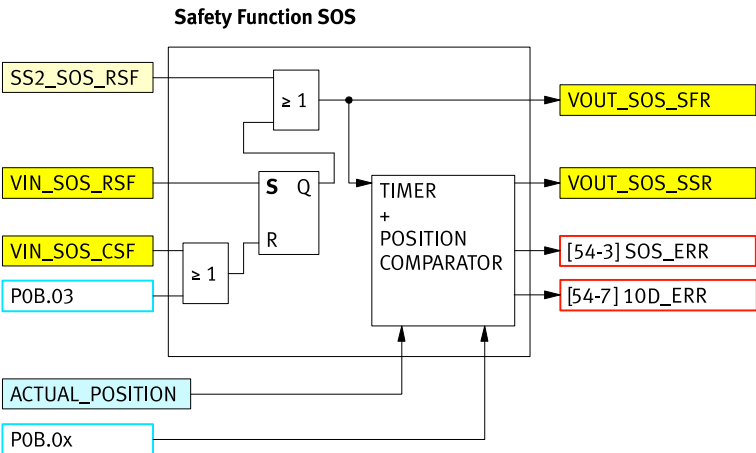 Safety Function SOS
SS2_SOS_RSF
≥ 1
VOUT_SOS_SFR
VIN_SOS_RSF
S Q
R
TIMER
+
POSITION
COMPARATOR
VOUT_SOS_SSR
VIN_SOS_CSF
≥ 1
[54-3] SOS_ERR
P0B.03
[54-7] 10D_ERR
ACTUAL_POSITION
P0B.0x